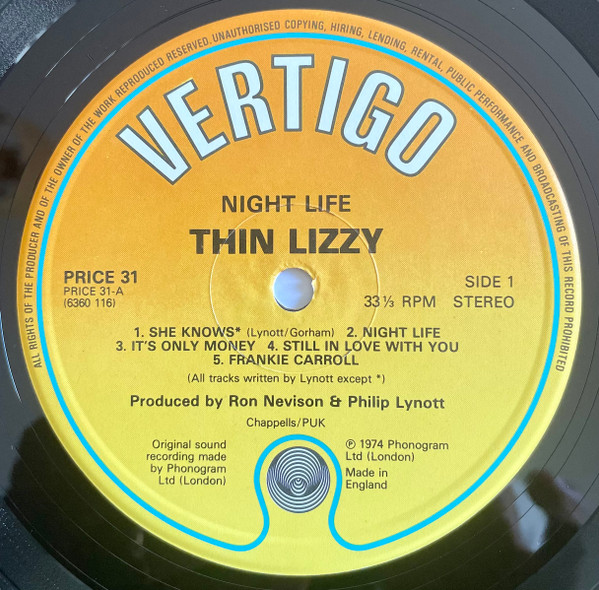 ALL RIGHTS OF THE PRODUCER AND OF THE OWNER OF THE WORK REPRODUCED RESERVED. UNAUTHORISED COPYING, HIRING, LENDING, RENTAL, PUBLIC PERFORMANCE AND BROADCASTING OF THIS RECORD PROHIBITED
VERTIGO
NIGHT LIFE
THIN LIZZY
PRICE 31
PRICE 31-A
(6360 116)
SIDE 1
33⅓ RPM STEREO
1. SHE KNOWS* (Lynott/Gorham) 2. NIGHT LIFE
3. IT'S ONLY MONEY 4. STILL IN LOVE WITH YOU
5. FRANKIE CARROLL
(All tracks written by Lynott except *)
Produced by Ron Nevison & Philip Lynott
Chappells/PUK
Original sound
recording made
by Phonogram
Ltd (London)
℗ 1974 Phonogram
Ltd (London)
Made in
England